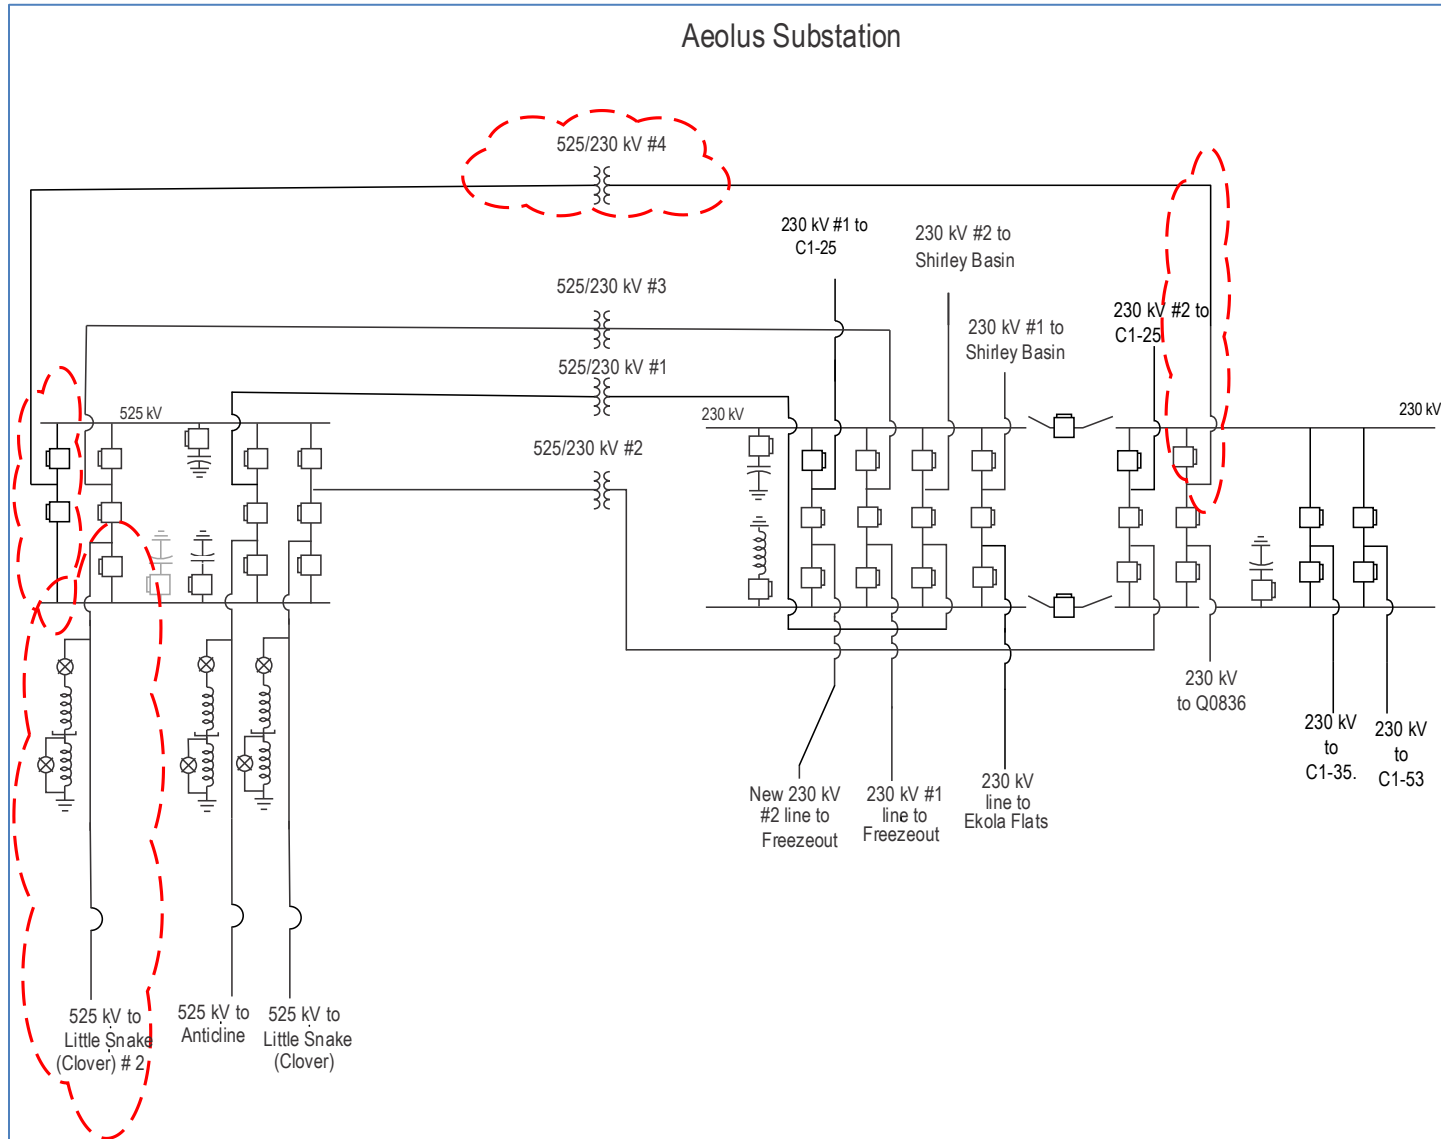 Aeolus Substation
525/230 kV #4
230 kV #1 to
C1-25
230 kV #2 to
Shirley Basin
525/230 kV #3
230 kV #2 to
C1-25
230 kV #1 to
Shirley Basin
525/230 kV #1
525 kV
230 kV
230 kV
525/230 kV #2
230 kV
to Q0836
230 kV
to
C1-35.
230 kV
to
C1-53
New 230 kV
#2 line to
Freezeout
230 kV #1
line to
Freezeout
230 kV
line to
Ekola Flats
525 kV to
Little Snake
(Clover) # 2
525 kV to
Anticline
525 kV to
Little Snake
(Clover)